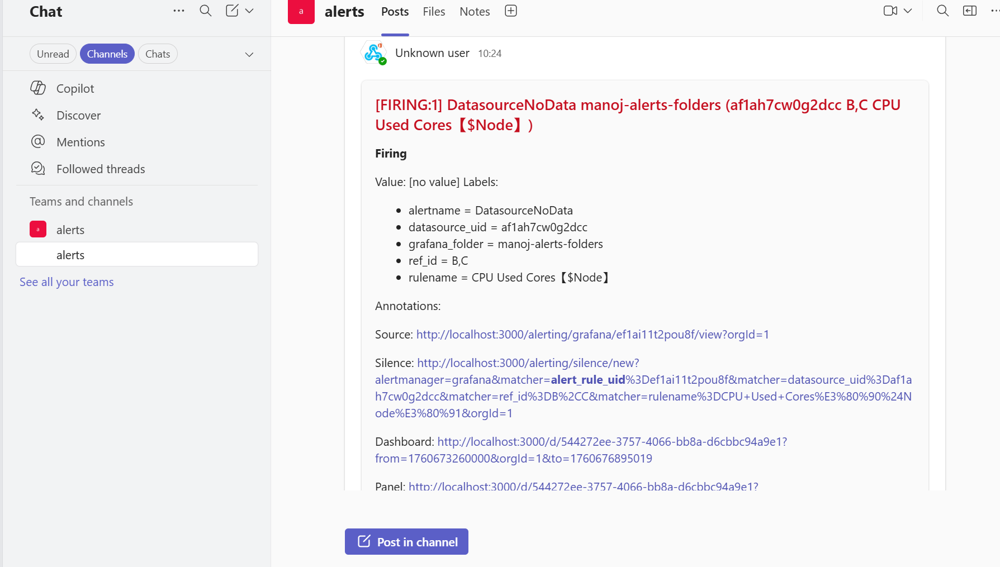 Chat
a
alerts
Posts
Files
Notes
Unread
Channels
Chats
Copilot
Discover
Mentions
Followed threads
Teams and channels
a
alerts
alerts
See all your teams
Unknown user 10:24
[FIRING:1] DatasourceNoData manoj-alerts-folders (af1ah7cw0g2dcc B,C CPU
Used Cores【$Node】)
Firing
Value: [no value] Labels:
• alertname = DatasourceNoData
• datasource_uid = af1ah7cw0g2dcc
• grafana_folder = manoj-alerts-folders
• ref_id = B,C
• rulename = CPU Used Cores【$Node】
Annotations:
Source: http://localhost:3000/alerting/grafana/ef1ai11t2pou8f/view?orgId=1
Silence: http://localhost:3000/alerting/silence/new?
alertmanager=grafana&matcher=alert_rule_uid%3Def1ai11t2pou8f&matcher=datasource_uid%3Daf1a
h7cw0g2dcc&matcher=ref_id%3DB%2CC&matcher=rulename%3DCPU+Used+Cores%E3%80%90%24N
ode%E3%80%91&orgId=1
Dashboard: http://localhost:3000/d/544272ee-3757-4066-bb8a-d6cbbc94a9e1?
from=1760673260000&orgId=1&to=1760676895019
Panel: http://localhost:3000/d/544272ee-3757-4066-bb8a-d6cbbc94a9e1?
Post in channel